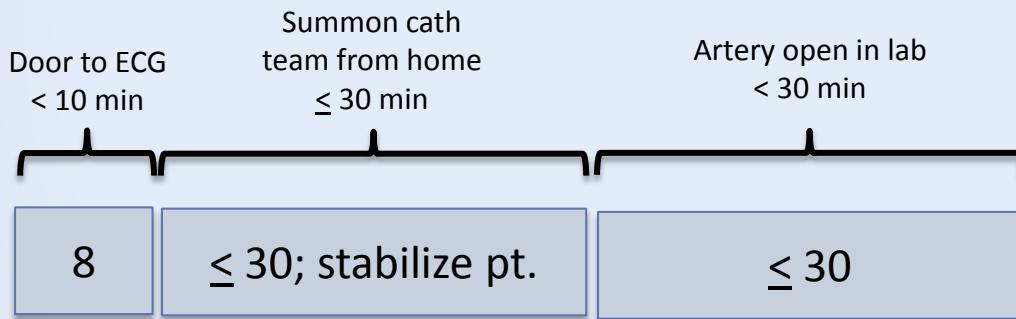 Door to ECG
< 10 min
Summon cath
team from home
≤ 30 min
Artery open in lab
< 30 min
8
≤ 30; stabilize pt.
≤ 30